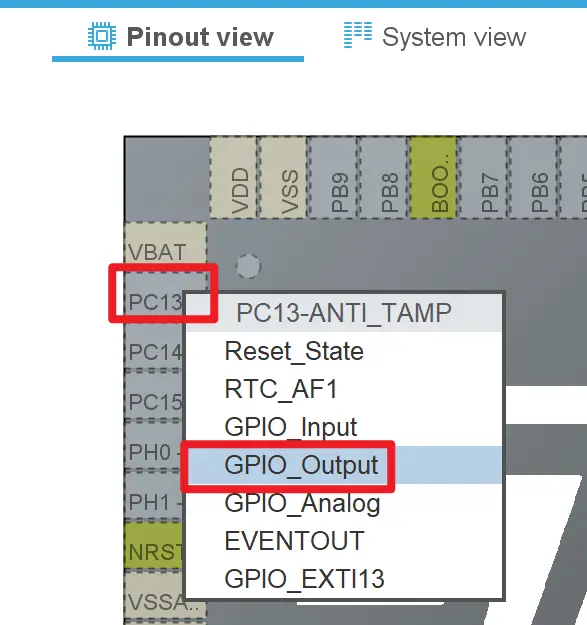 Pinout view
System view
VDD
VSS
PB9
PB8
BOO..
PB7
PB6
VBAT
PC13
PC13-ANTI_TAMP
Reset_State
PC14
RTC_AF1
PC15
GPIO_Input
PH0 -
GPIO_Output
PH1 -
GPIO_Analog
NRST
EVENTOUT
GPIO_EXTI13
VSSA..